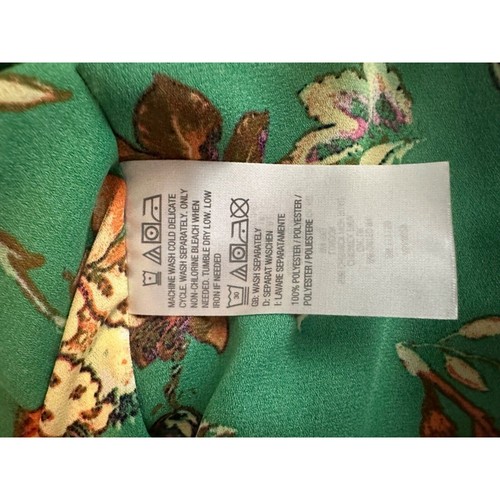 MACHINE WASH COLD DELICATE
CYCLE. WASH SEPARATELY. ONLY
NON-CHLORINE BLEACH WHEN
NEEDED. TUMBLE DRY LOW. LOW
IRON IF NEEDED
30
GB: WASH SEPARATELY
D: SEPARAT WASCHEN
I: LAVARE SEPARATAMENTE
100% POLYESTER / POLYESTER /
POLYESTER / POLIESTERE